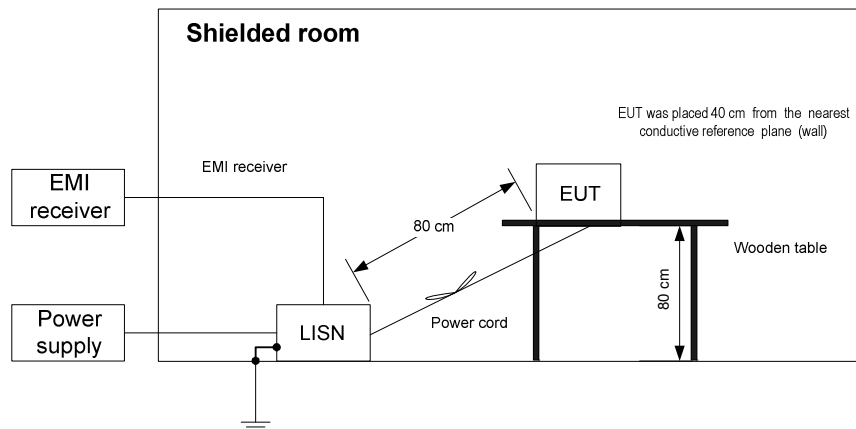 Shielded room
EUT was placed 40 cm from the nearest
conductive reference plane (wall)
EMI receiver
EMI
receiver
EUT
80 cm
Wooden table
80 cm
Power
supply
LISN
Power cord